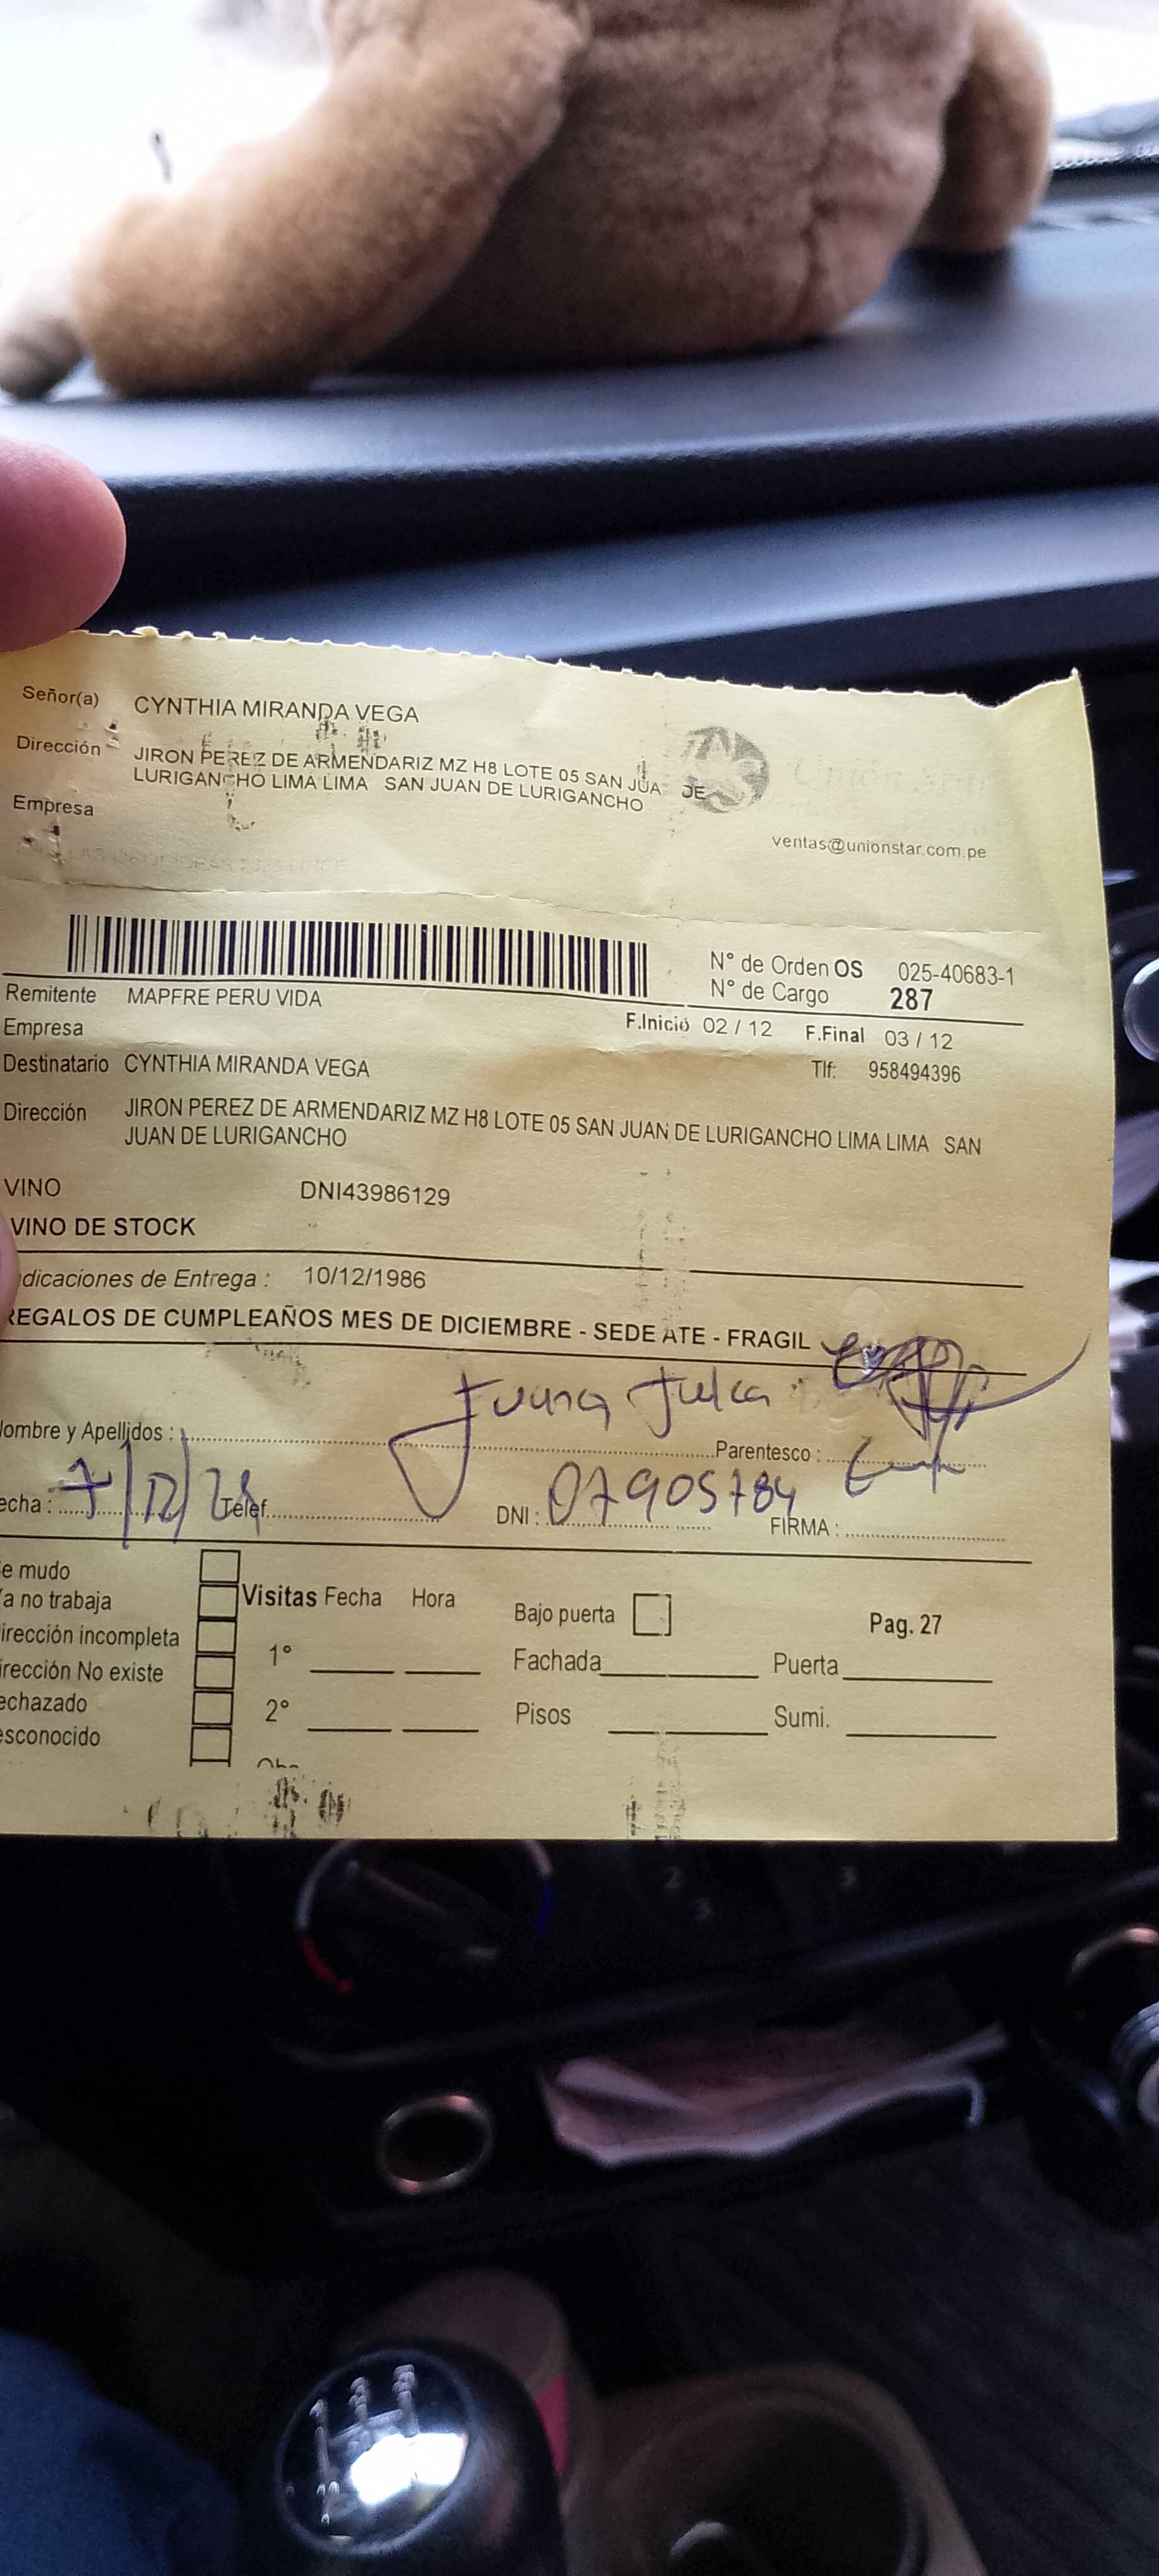 Señor(a) CYNTHIA MIRANDA VEGA
Dirección JIRON PEREZ DE ARMENDARIZ MZ H8 LOTE 05 SAN JUA DE
LURIGANCHO LIMA LIMA SAN JUAN DE LURIGANCHO
Empresa
Unión
ventas@unionstar.com.pe
N° de Orden OS 025-40683-1
N° de Cargo 287
Remitente MAPFRE PERU VIDA
F.Inicio 02 / 12 F.Final 03 / 12
Empresa
Destinatario CYNTHIA MIRANDA VEGA Tlf: 958494396
Dirección JIRON PEREZ DE ARMENDARIZ MZ H8 LOTE 05 SAN JUAN DE LURIGANCHO LIMA LIMA SAN
JUAN DE LURIGANCHO
VINO DNI43986129
VINO DE STOCK
dicaciones de Entrega : 10/12/1986
REGALOS DE CUMPLEAÑOS MES DE DICIEMBRE - SEDE ATE - FRAGIL
Juana Julca
Nombre y Apellidos : Parentesco :
echa : 7/12/ Telef. DNI : 07905784 FIRMA :
e mudo
Ya no trabaja
irección incompleta
irección No existe
echazado
esconocido
Visitas Fecha Hora
1°
2°
Bajo puerta Pag. 27
Fachada Puerta
Pisos Sumi.